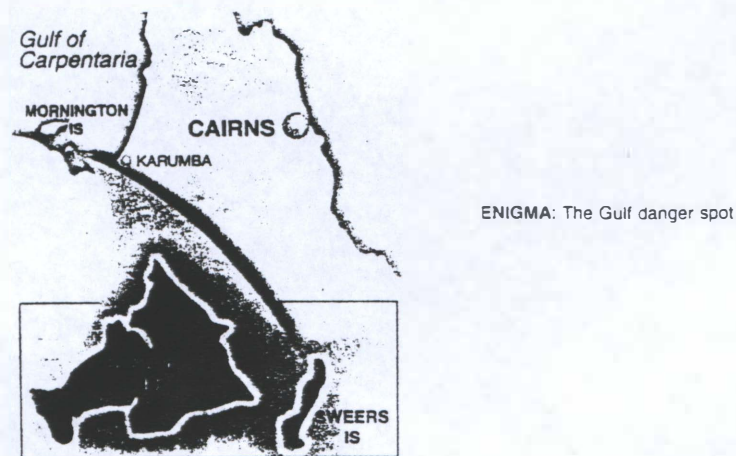 Gulf of
Carpentaria
MORNINGTON
IS
CAIRNS
KARUMBA
ENIGMA: The Gulf danger spot
SWEERS
IS